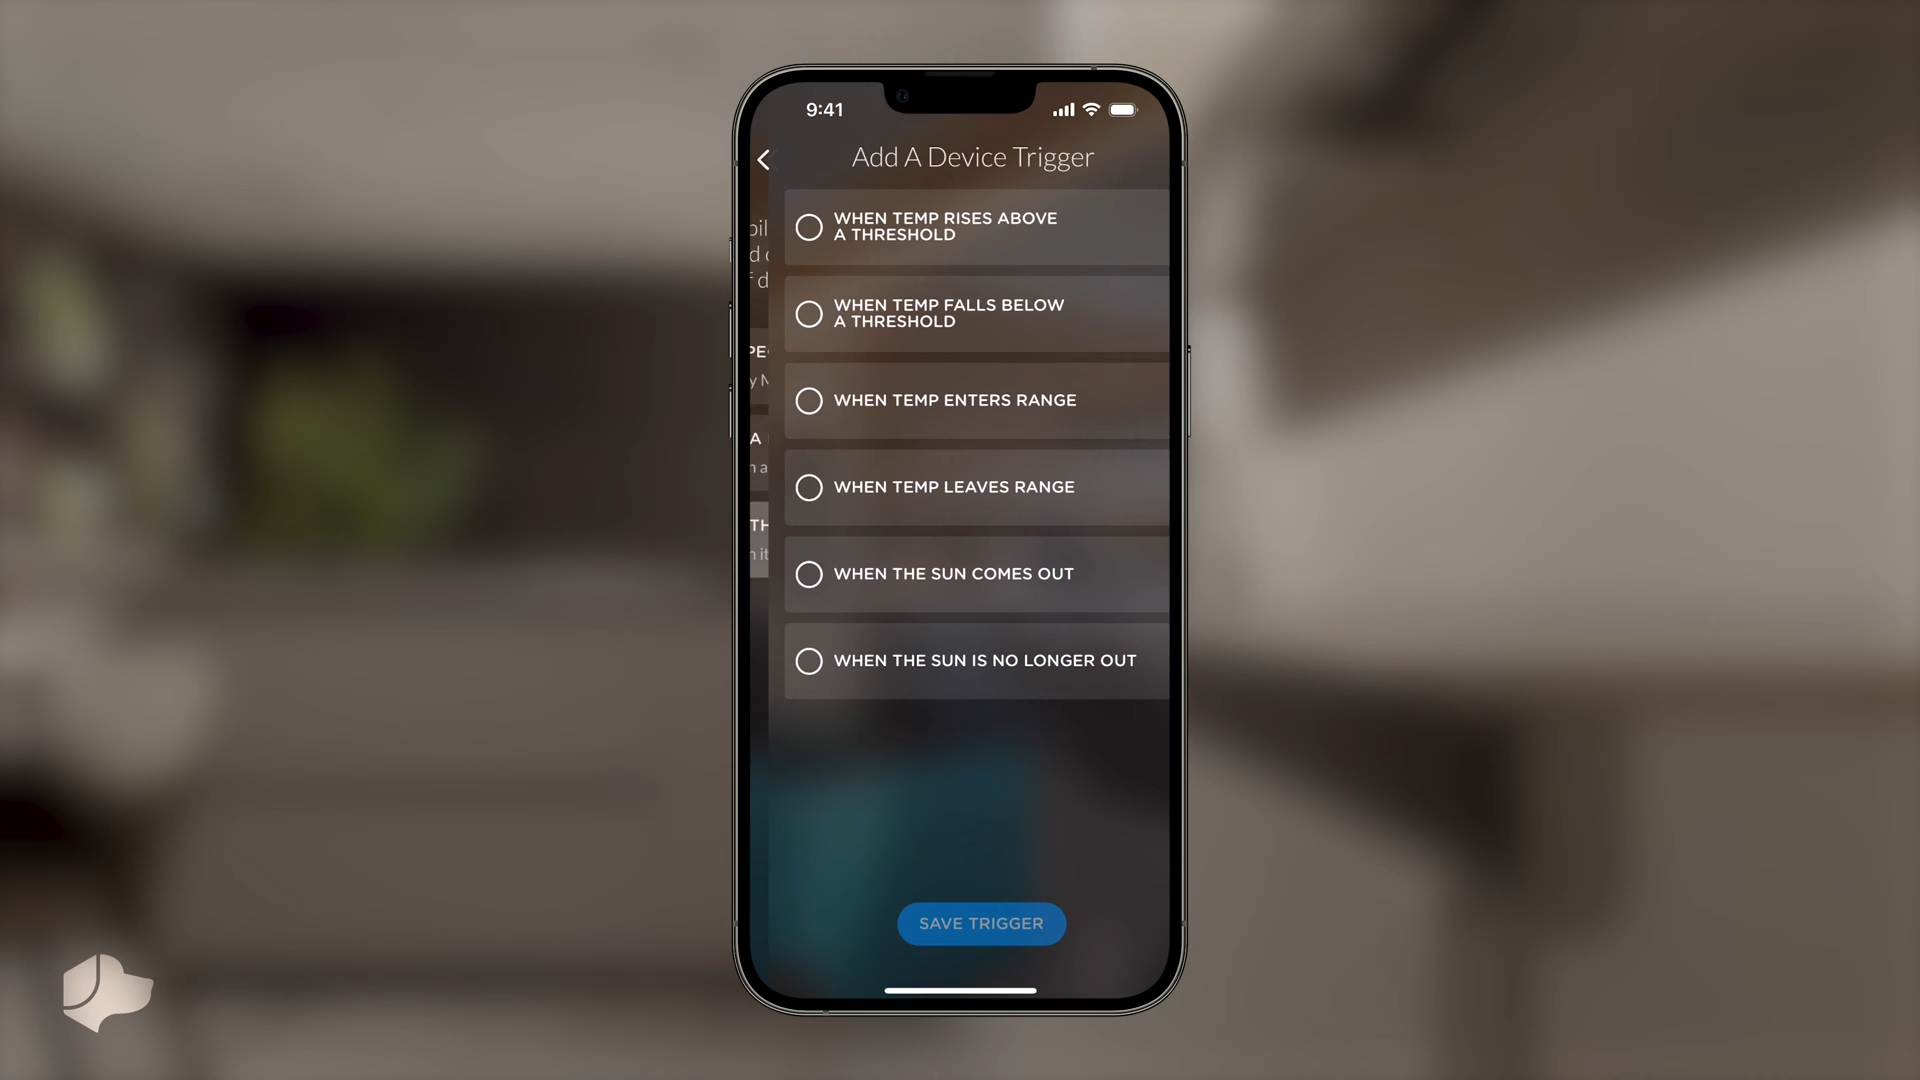 9:41
Add A Device Trigger
WHEN TEMP RISES ABOVE
A THRESHOLD
WHEN TEMP FALLS BELOW
A THRESHOLD
WHEN TEMP ENTERS RANGE
WHEN TEMP LEAVES RANGE
WHEN THE SUN COMES OUT
WHEN THE SUN IS NO LONGER OUT
SAVE TRIGGER